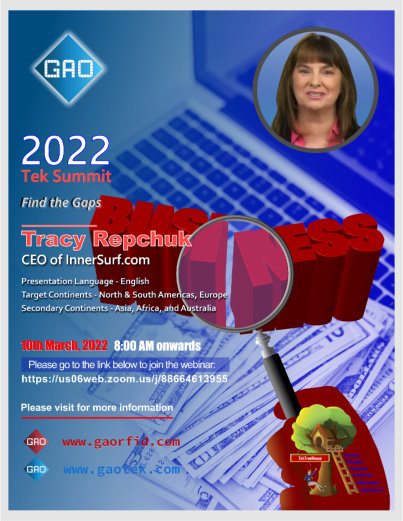 GAO
2022
Tek Summit
Find the Gaps
BUSINESS
Tracy Repchuk
CEO of InnerSurf.com
Presentation Language - English
Target Continents - North & South Americas, Europe
Secondary Continents - Asia, Africa, and Australia
10th March, 2022 8:00 AM onwards
Please go to the link below to join the webinar:
https://us06web.zoom.us/j/88664613955
Please visit for more information
GAO www.gaorfid.com
GAO www.gaotek.com
TekTreeHouse